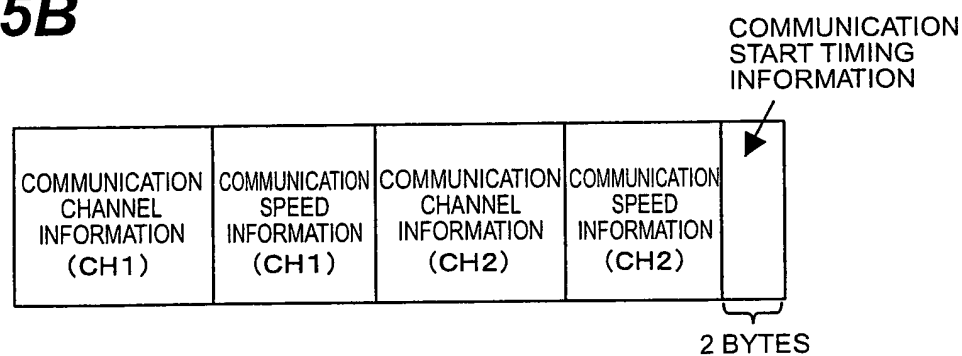 5B
COMMUNICATION
START TIMING
INFORMATION
COMMUNICATION
CHANNEL
INFORMATION
(CH1)
COMMUNICATION
SPEED
INFORMATION
(CH1)
COMMUNICATION
CHANNEL
INFORMATION
(CH2)
COMMUNICATION
SPEED
INFORMATION
(CH2)
2 BYTES